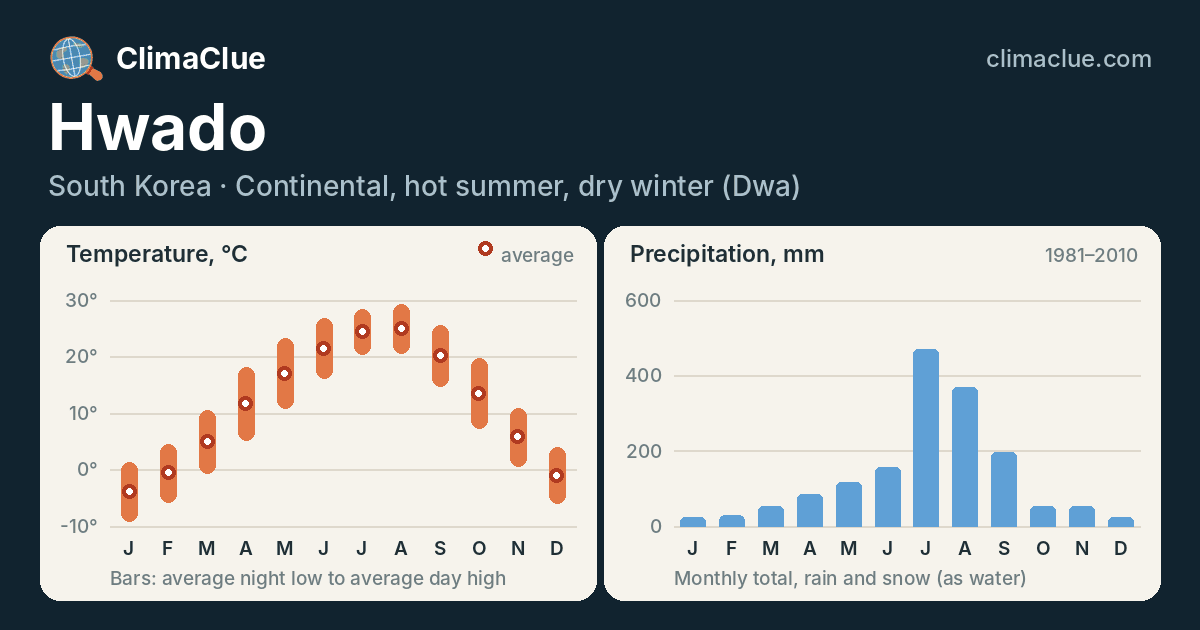 ClimaClue
climaclue.com
Hwado
South Korea · Continental, hot summer, dry winter (Dwa)
Temperature, °C
average
30°
20°
10°
0°
-10°
J F M A M J J A S O N D
Bars: average night low to average day high
Precipitation, mm
1981–2010
600
400
200
0
J F M A M J J A S O N D
Monthly total, rain and snow (as water)